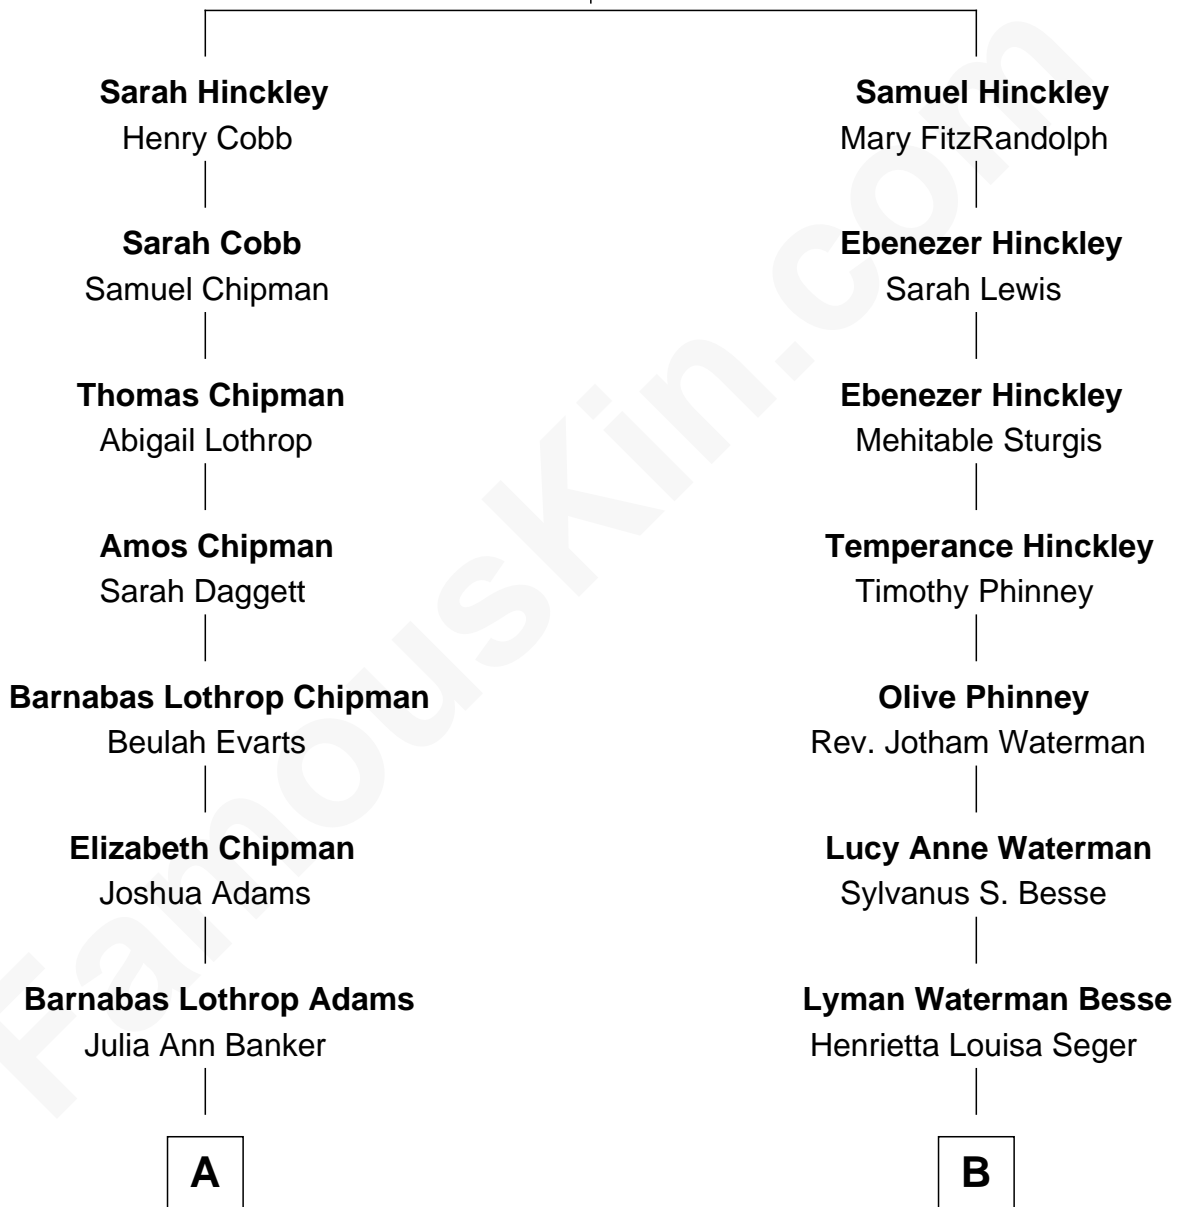 Sarah Hinckley
Henry Cobb
Sarah Cobb
Samuel Chipman
Thomas Chipman
Abigail Lothrop
Amos Chipman
Sarah Daggett
Barnabas Lothrop Chipman
Beulah Evarts
Elizabeth Chipman
Joshua Adams
Barnabas Lothrop Adams
Julia Ann Banker
A
Samuel Hinckley
Mary FitzRandolph
Ebenezer Hinckley
Sarah Lewis
Ebenezer Hinckley
Mehitable Sturgis
Temperance Hinckley
Timothy Phinney
Olive Phinney
Rev. Jotham Waterman
Lucy Anne Waterman
Sylvanus S. Besse
Lyman Waterman Besse
Henrietta Louisa Seger
B
FamousKin.com